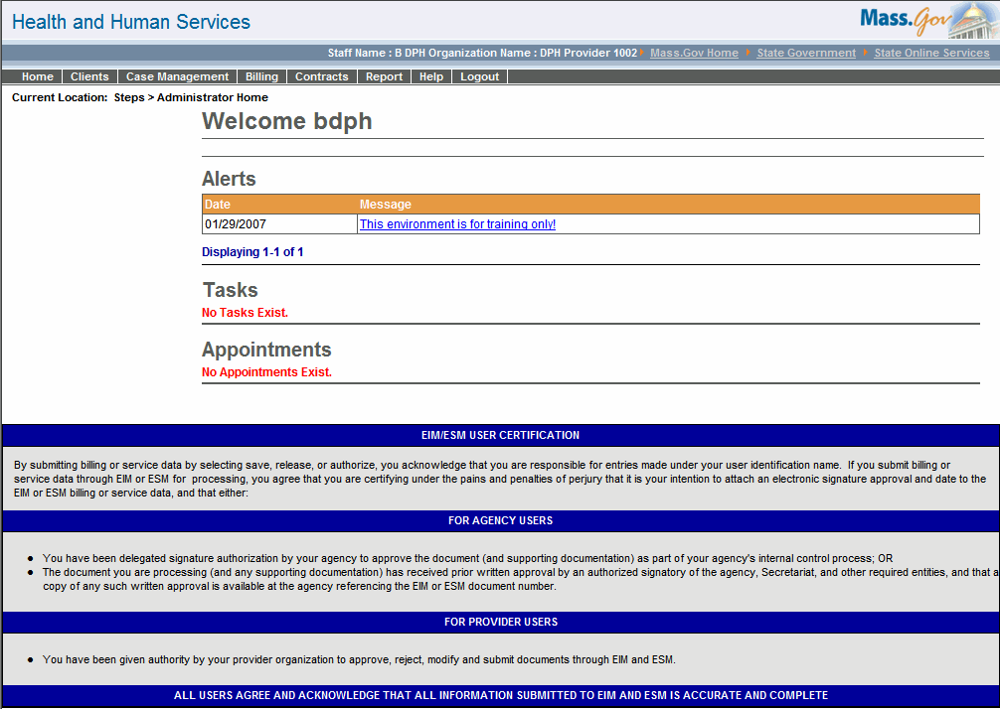 Health and Human Services
Mass.Gov
Staff Name : B DPH Organization Name : DPH Provider 1002 Mass.Gov Home State Government State Online Services
Home Clients Case Management Billing Contracts Report Help Logout
Current Location: Steps > Administrator Home
Welcome bdph
Alerts
Date Message
01/29/2007 This environment is for training only!
Displaying 1-1 of 1
Tasks
No Tasks Exist.
Appointments
No Appointments Exist.
EIM/ESM USER CERTIFICATION
By submitting billing or service data by selecting save, release, or authorize, you acknowledge that you are responsible for entries made under your user identification name. If you submit billing or
service data through EIM or ESM for processing, you agree that you are certifying under the pains and penalties of perjury that it is your intention to attach an electronic signature approval and date to the
EIM or ESM billing or service data, and that either:
FOR AGENCY USERS
● You have been delegated signature authorization by your agency to approve the document (and supporting documentation) as part of your agency's internal control process; OR
● The document you are processing (and any supporting documentation) has received prior written approval by an authorized signatory of the agency, Secretariat, and other required entities, and that a
copy of any such written approval is available at the agency referencing the EIM or ESM document number.
FOR PROVIDER USERS
● You have been given authority by your provider organization to approve, reject, modify and submit documents through EIM and ESM.
ALL USERS AGREE AND ACKNOWLEDGE THAT ALL INFORMATION SUBMITTED TO EIM AND ESM IS ACCURATE AND COMPLETE